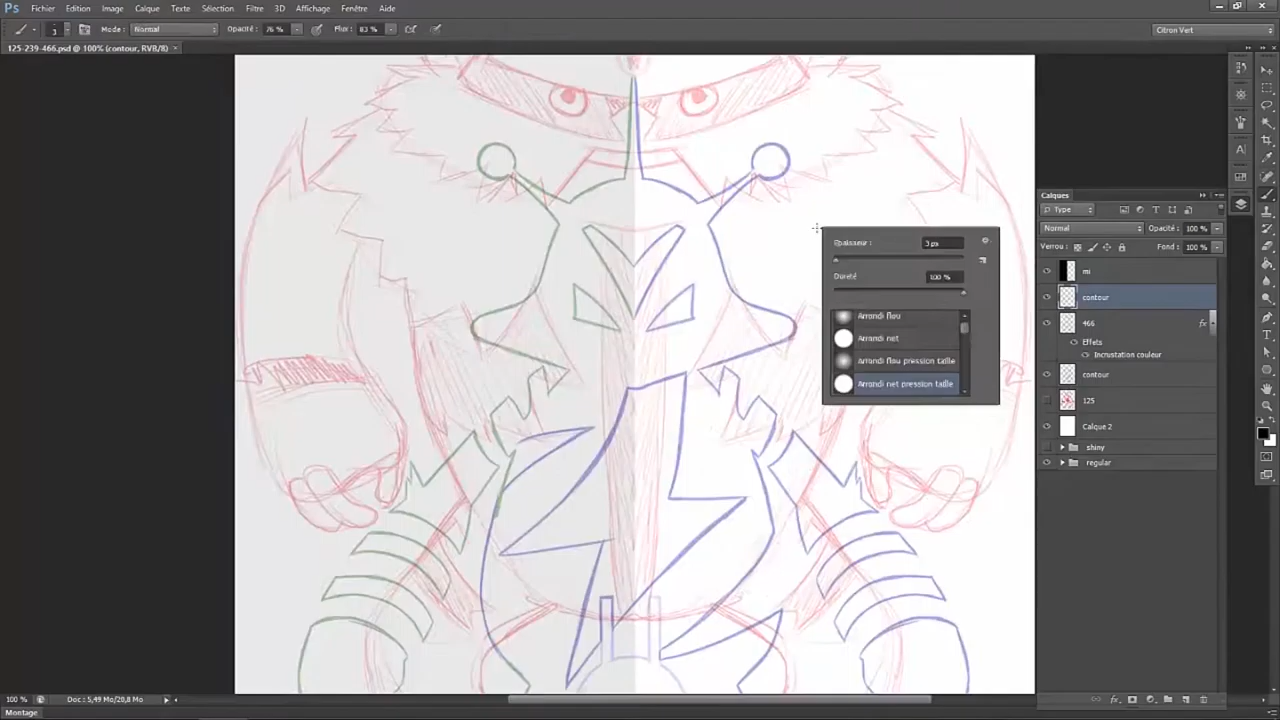 Ps Fichier Edition Image Calque Texte Sélection Filtre 3D Affichage Fenêtre Aide
3 Mode : Normal Opacité : 76 % Flux : 83 % Citron Vert
125-239-466.psd @ 100% (contour, RVB/8) ×
Epaisseur : 3 px
Dureté 100 %
Arrondi flou
Arrondi net
Arrondi flou pression taille
Arrondi net pression taille
Calques
Type
Normal Opacité : 100 %
Verrou : Fond : 100 %
mi
contour
466 fx
Effets
Incrustation couleur
contour
125
Calque 2
shiny
regular
100 % Doc : 5,49 Mo/20,8 Mo
Montage